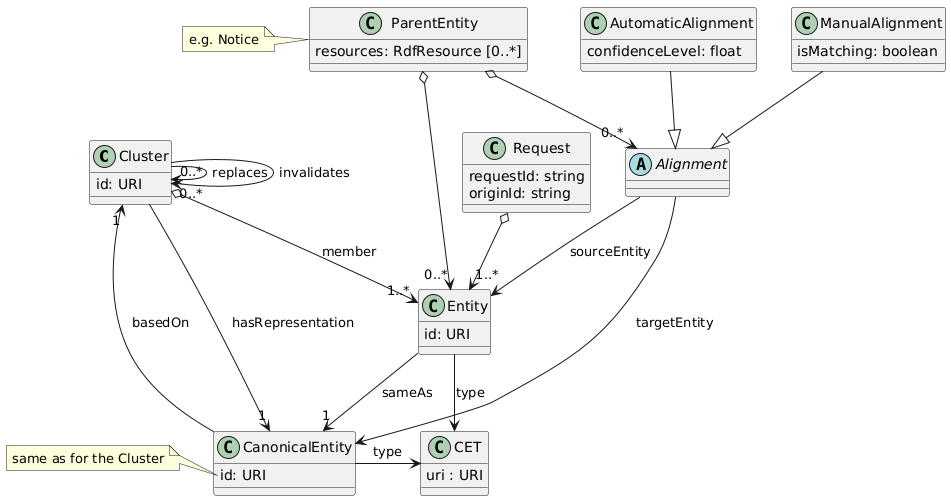 C ParentEntity
resources: RdfResource [0..*]
e.g. Notice
C AutomaticAlignment
confidenceLevel: float
C ManualAlignment
isMatching: boolean
C Cluster
id: URI
0..*
replaces
invalidates
0..*
C Request
requestId: string
originId: string
0..*
A Alignment
1
member
sourceEntity
0..*
1..*
1..*
C Entity
id: URI
basedOn
hasRepresentation
targetEntity
sameAs
type
1
1
C CanonicalEntity
id: URI
type
C CET
uri : URI
same as for the Cluster